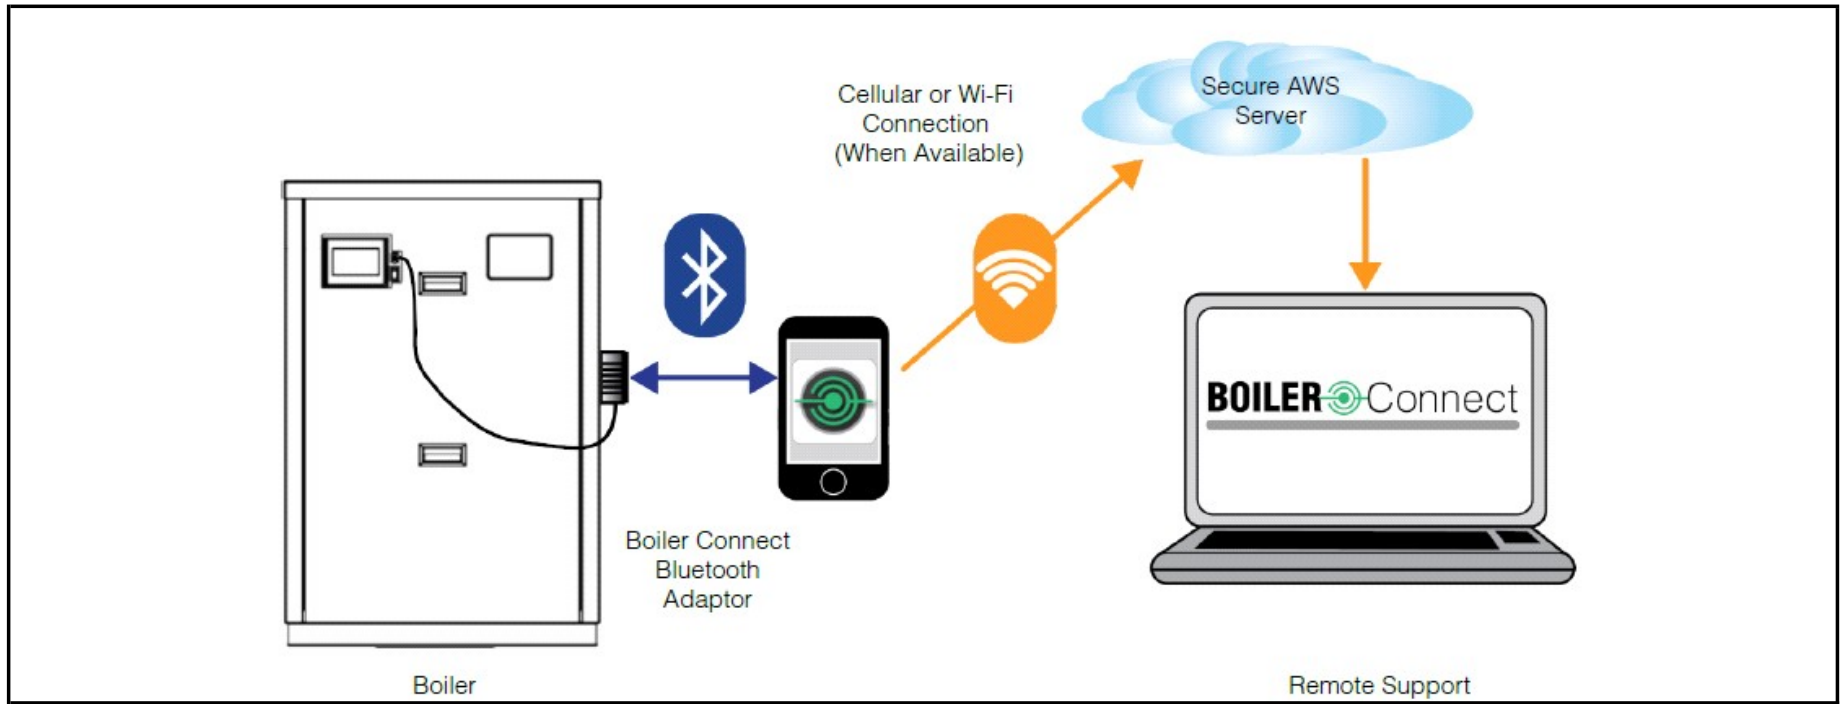 Cellular or Wi-Fi
Connection
(When Available)
Secure AWS
Server
BOILER Connect
Boiler Connect
Bluetooth
Adaptor
Boiler
Remote Support